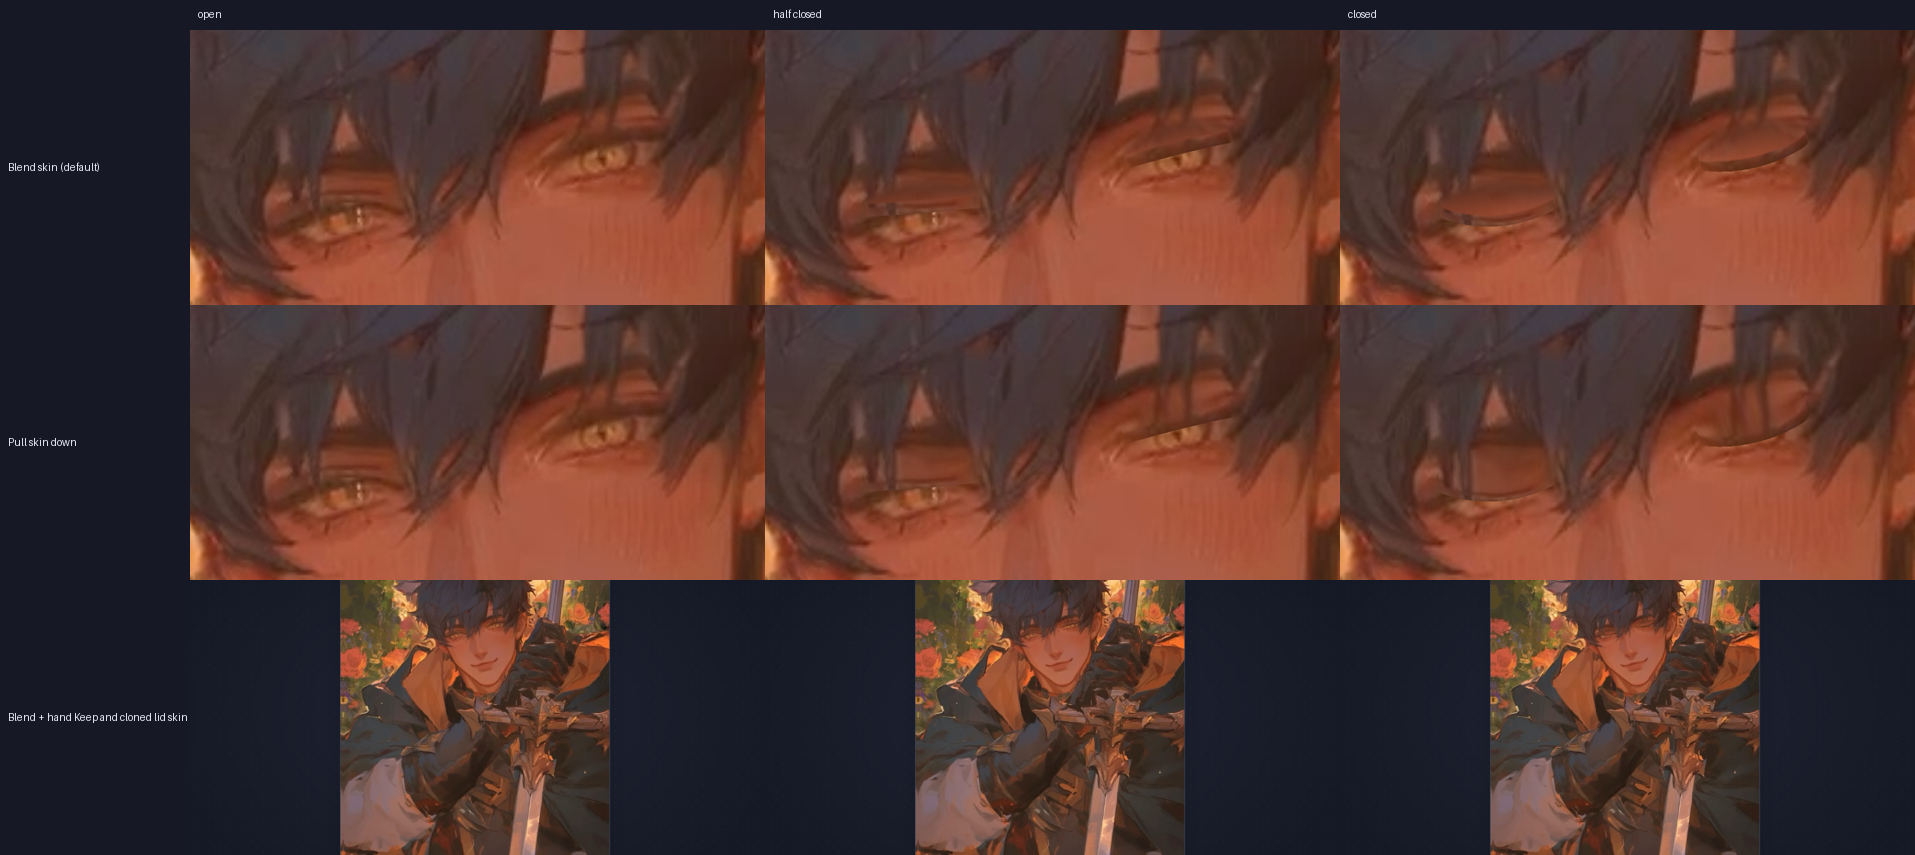 open
half closed
closed
Blend skin (default)
Pull skin down
Blend + hand Keep and cloned lid skin